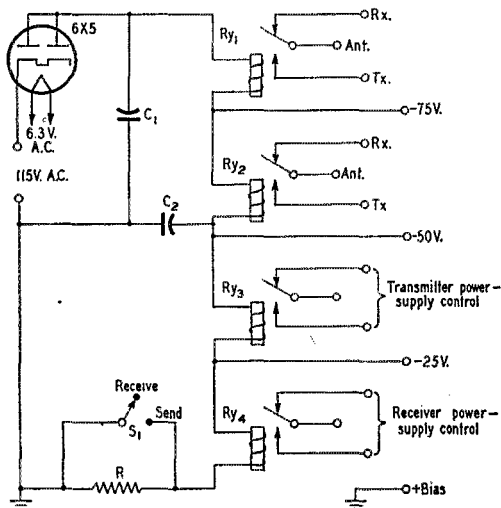 6X5
6.3 V.
A.C.
115V. A.C.
C1
C2
Ry1
Rx.
Ant.
Tx.
-75V.
Ry2
Rx.
Ant.
Tx
-50V.
Ry3
Transmitter power-
supply control
-25V.
Receive
Send
S1
R
Ry4
Receiver power-
supply control
+Bias